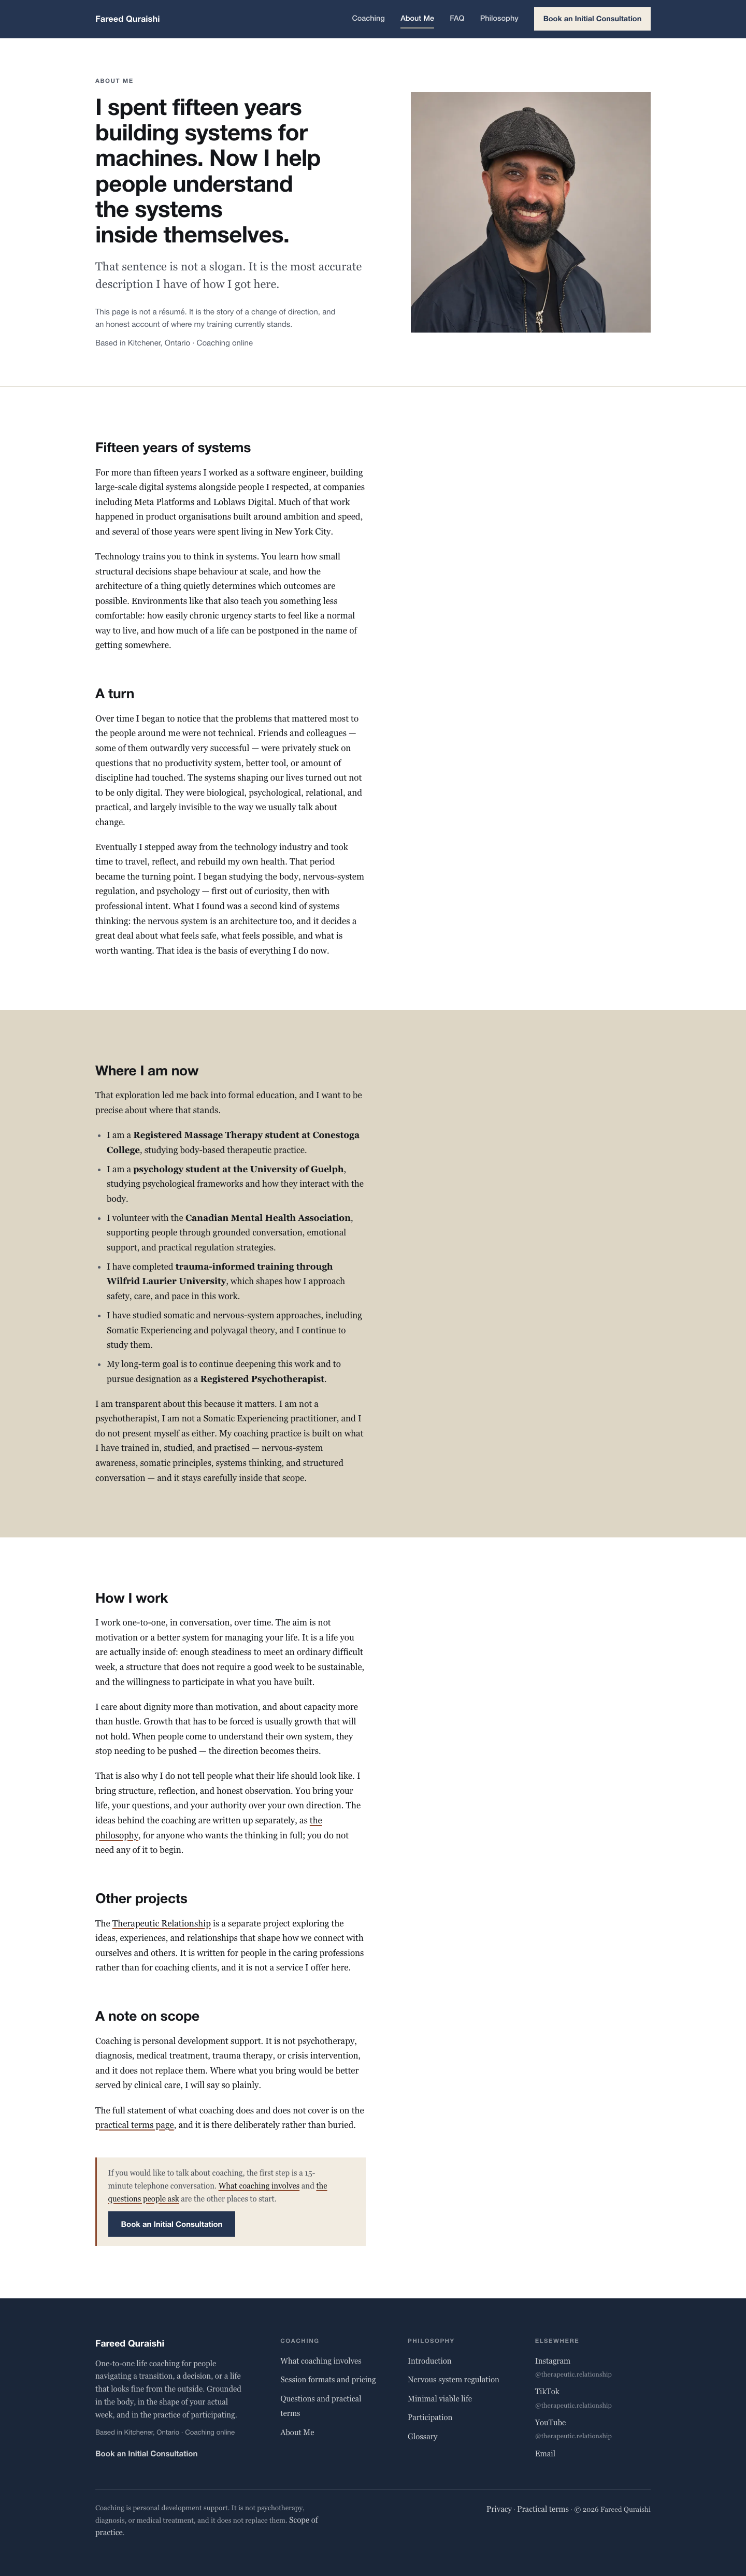 Fareed Quraishi
Coaching
About Me
FAQ
Philosophy
Book an Initial Consultation
ABOUT ME
I spent fifteen years
building systems for
machines. Now I help
people understand
the systems
inside themselves.
That sentence is not a slogan. It is the most accurate
description I have of how I got here.
This page is not a résumé. It is the story of a change of direction, and
an honest account of where my training currently stands.
Based in Kitchener, Ontario · Coaching online
Fifteen years of systems
For more than fifteen years I worked as a software engineer, building
large-scale digital systems alongside people I respected, at companies
including Meta Platforms and Loblaws Digital. Much of that work
happened in product organisations built around ambition and speed,
and several of those years were spent living in New York City.
Technology trains you to think in systems. You learn how small
structural decisions shape behaviour at scale, and how the
architecture of a thing quietly determines which outcomes are
possible. Environments like that also teach you something less
comfortable: how easily chronic urgency starts to feel like a normal
way to live, and how much of a life can be postponed in the name of
getting somewhere.
A turn
Over time I began to notice that the problems that mattered most to
the people around me were not technical. Friends and colleagues —
some of them outwardly very successful — were privately stuck on
questions that no productivity system, better tool, or amount of
discipline had touched. The systems shaping our lives turned out not
to be only digital. They were biological, psychological, relational, and
practical, and largely invisible to the way we usually talk about
change.
Eventually I stepped away from the technology industry and took
time to travel, reflect, and rebuild my own health. That period
became the turning point. I began studying the body, nervous-system
regulation, and psychology — first out of curiosity, then with
professional intent. What I found was a second kind of systems
thinking: the nervous system is an architecture too, and it decides a
great deal about what feels safe, what feels possible, and what is
worth wanting. That idea is the basis of everything I do now.
Where I am now
That exploration led me back into formal education, and I want to be
precise about where that stands.
• I am a Registered Massage Therapy student at Conestoga
College, studying body-based therapeutic practice.
• I am a psychology student at the University of Guelph,
studying psychological frameworks and how they interact with the
body.
• I volunteer with the Canadian Mental Health Association,
supporting people through grounded conversation, emotional
support, and practical regulation strategies.
• I have completed trauma-informed training through
Wilfrid Laurier University, which shapes how I approach
safety, care, and pace in this work.
• I have studied somatic and nervous-system approaches, including
Somatic Experiencing and polyvagal theory, and I continue to
study them.
• My long-term goal is to continue deepening this work and to
pursue designation as a Registered Psychotherapist.
I am transparent about this because it matters. I am not a
psychotherapist, I am not a Somatic Experiencing practitioner, and I
do not present myself as either. My coaching practice is built on what
I have trained in, studied, and practised — nervous-system
awareness, somatic principles, systems thinking, and structured
conversation — and it stays carefully inside that scope.
How I work
I work one-to-one, in conversation, over time. The aim is not
motivation or a better system for managing your life. It is a life you
are actually inside of: enough steadiness to meet an ordinary difficult
week, a structure that does not require a good week to be sustainable,
and the willingness to participate in what you have built.
I care about dignity more than motivation, and about capacity more
than hustle. Growth that has to be forced is usually growth that will
not hold. When people come to understand their own system, they
stop needing to be pushed — the direction becomes theirs.
That is also why I do not tell people what their life should look like. I
bring structure, reflection, and honest observation. You bring your
life, your questions, and your authority over your own direction. The
ideas behind the coaching are written up separately, as the
philosophy, for anyone who wants the thinking in full; you do not
need any of it to begin.
Other projects
The Therapeutic Relationship is a separate project exploring the
ideas, experiences, and relationships that shape how we connect with
ourselves and others. It is written for people in the caring professions
rather than for coaching clients, and it is not a service I offer here.
A note on scope
Coaching is personal development support. It is not psychotherapy,
diagnosis, medical treatment, trauma therapy, or crisis intervention,
and it does not replace them. Where what you bring would be better
served by clinical care, I will say so plainly.
The full statement of what coaching does and does not cover is on the
practical terms page, and it is there deliberately rather than buried.
If you would like to talk about coaching, the first step is a 15-
minute telephone conversation. What coaching involves and the
questions people ask are the other places to start.
Book an Initial Consultation
Fareed Quraishi
One-to-one life coaching for people
navigating a transition, a decision, or a life
that looks fine from the outside. Grounded
in the body, in the shape of your actual
week, and in the practice of participating.
Based in Kitchener, Ontario · Coaching online
Book an Initial Consultation
COACHING
What coaching involves
Session formats and pricing
Questions and practical
terms
About Me
PHILOSOPHY
Introduction
Nervous system regulation
Minimal viable life
Participation
Glossary
ELSEWHERE
Instagram
@therapeutic.relationship
TikTok
@therapeutic.relationship
YouTube
@therapeutic.relationship
Email
Coaching is personal development support. It is not psychotherapy,
diagnosis, or medical treatment, and it does not replace them. Scope of
practice.
Privacy · Practical terms · © 2026 Fareed Quraishi